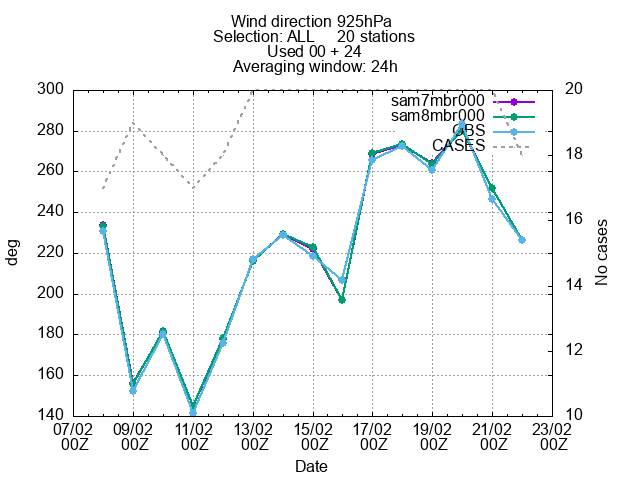 Wind direction 925hPa
Selection: ALL 20 stations
Used 00 + 24
Averaging window: 24h
300
280
260
240
220
200
180
160
140
deg
20
18
16
14
12
10
No cases
sam7mbr000
sam8mbr000
OBS
CASES
07/02 09/02 11/02 13/02 15/02 17/02 19/02 21/02 23/02
00Z 00Z 00Z 00Z 00Z 00Z 00Z 00Z 00Z
Date